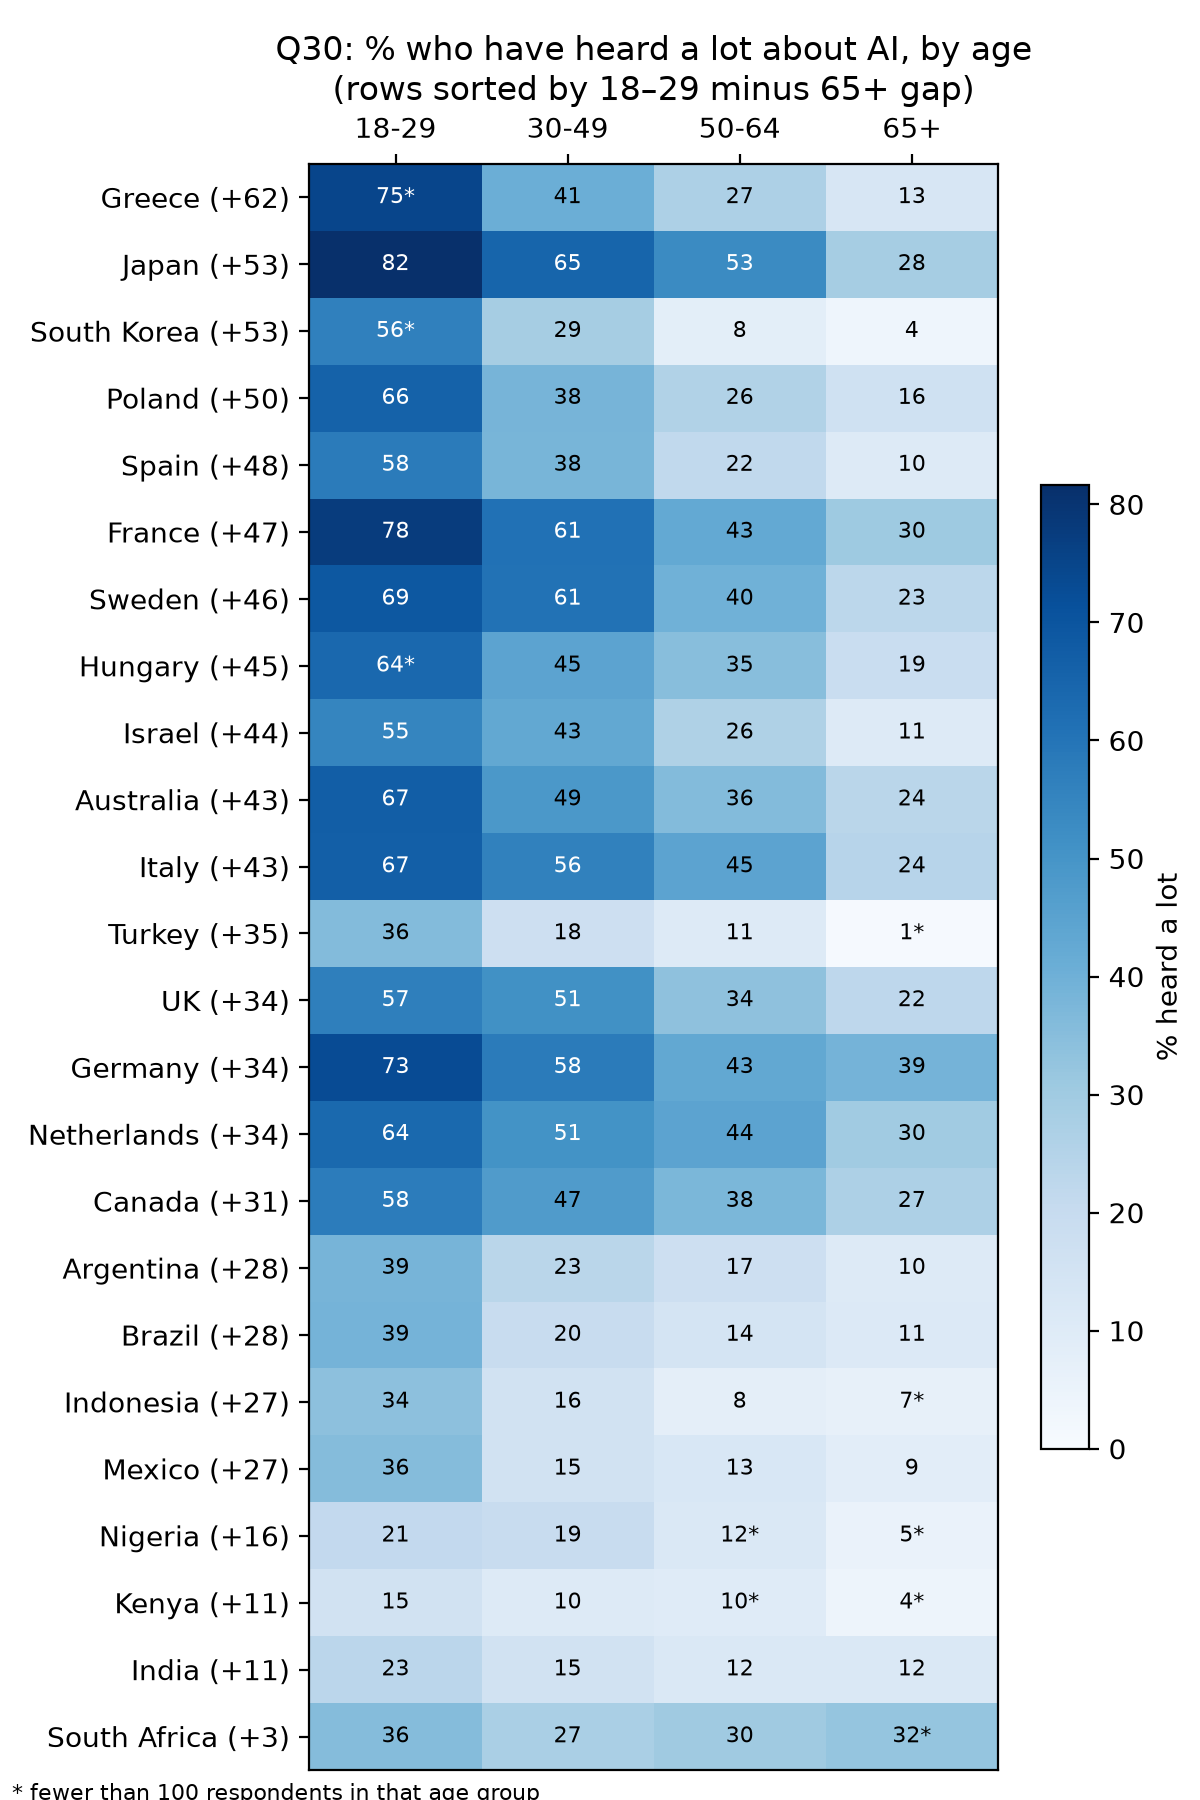 Q30: % who have heard a lot about AI, by age
(rows sorted by 18–29 minus 65+ gap)
18-29 30-49 50-64 65+
Greece (+62) 75* 41 27 13
Japan (+53) 82 65 53 28
South Korea (+53) 56* 29 8 4
Poland (+50) 66 38 26 16
Spain (+48) 58 38 22 10
France (+47) 78 61 43 30
Sweden (+46) 69 61 40 23
Hungary (+45) 64* 45 35 19
Israel (+44) 55 43 26 11
Australia (+43) 67 49 36 24
Italy (+43) 67 56 45 24
Turkey (+35) 36 18 11 1*
UK (+34) 57 51 34 22
Germany (+34) 73 58 43 39
Netherlands (+34) 64 51 44 30
Canada (+31) 58 47 38 27
Argentina (+28) 39 23 17 10
Brazil (+28) 39 20 14 11
Indonesia (+27) 34 16 8 7*
Mexico (+27) 36 15 13 9
Nigeria (+16) 21 19 12* 5*
Kenya (+11) 15 10 10* 4*
India (+11) 23 15 12 12
South Africa (+3) 36 27 30 32*
80
70
60
50
40
30
20
10
0
% heard a lot
* fewer than 100 respondents in that age group